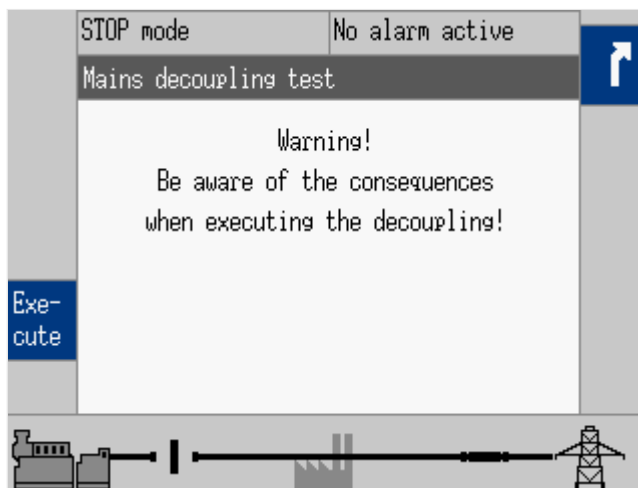 STOP mode
No alarm active
Mains decoupling test
Warning!
Be aware of the consequences
when executing the decoupling!
Exe-
cute